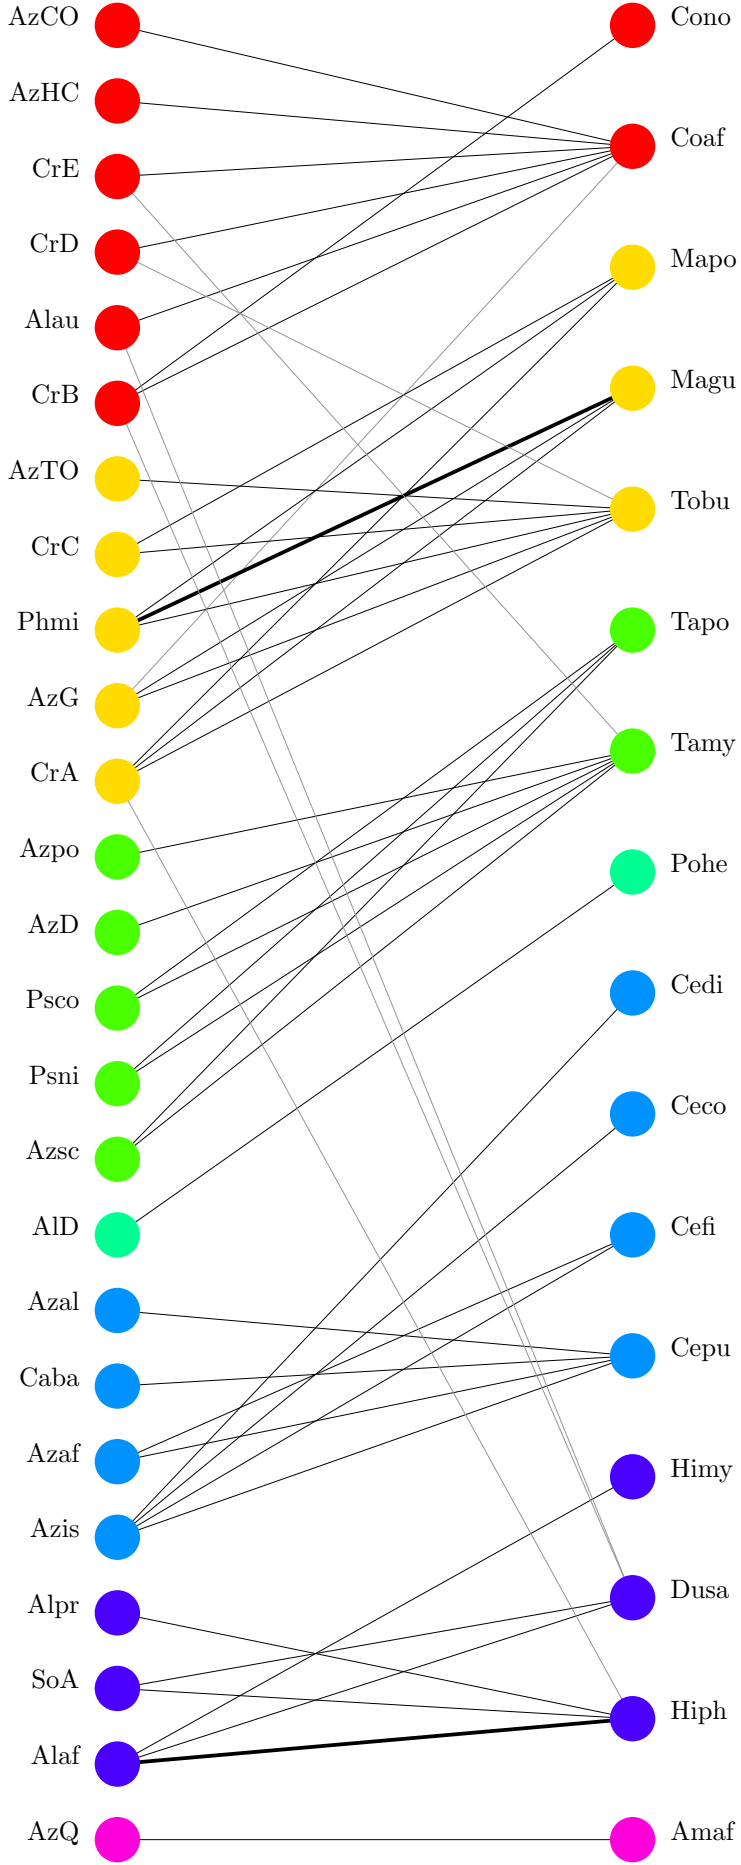 AzCO
AzHC
CrE
CrD
Alau
CrB
AzTO
CrC
Phmi
AzG
CrA
Azpo
AzD
Psco
Psni
Azsc
AlD
Azal
Caba
Azaf
Azis
Alpr
SoA
Alaf
AzQ
Cono
Coaf
Mapo
Magu
Tobu
Tapo
Tamy
Pohe
Cedi
Ceco
Cefi
Cepu
Himy
Dusa
Hiph
Amaf